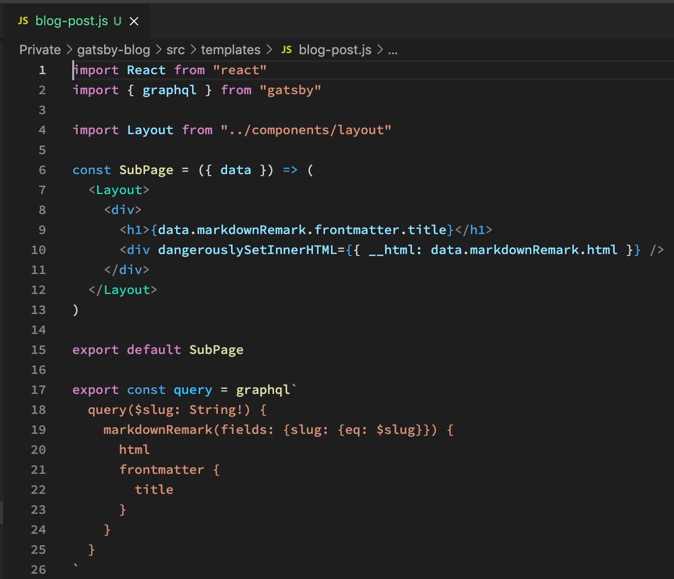 JS blog-post.js U ×
Private > gatsby-blog > src > templates > JS blog-post.js > ...
1 import React from "react"
2 import { graphql } from "gatsby"
3
4 import Layout from "../components/layout"
5
6 const SubPage = ({ data }) => (
7   <Layout>
8     <div>
9       <h1>{data.markdownRemark.frontmatter.title}</h1>
10       <div dangerouslySetInnerHTML={{ __html: data.markdownRemark.html }} />
11     </div>
12   </Layout>
13 )
14
15 export default SubPage
16
17 export const query = graphql`
18   query($slug: String!) {
19     markdownRemark(fields: {slug: {eq: $slug}}) {
20       html
21       frontmatter {
22         title
23       }
24     }
25   }
26 `